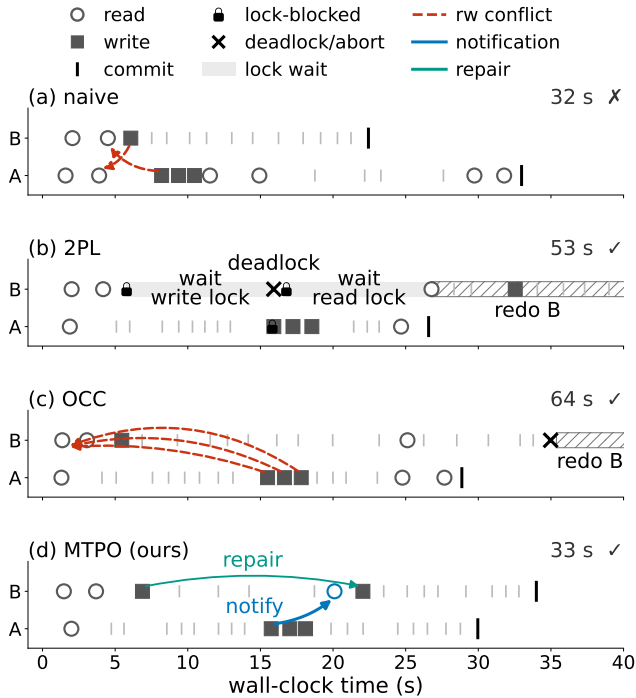 read lock-blocked rw conflict
write deadlock/abort notification
commit lock wait repair
(a) naive 32 s ✗
B
A
(b) 2PL 53 s ✓
deadlock
B wait wait
write lock read lock
redo B
A
(c) OCC 64 s ✓
B
redo B
A
(d) MTPO (ours) 33 s ✓
repair
B
notify
A
0 5 10 15 20 25 30 35 40
wall-clock time (s)